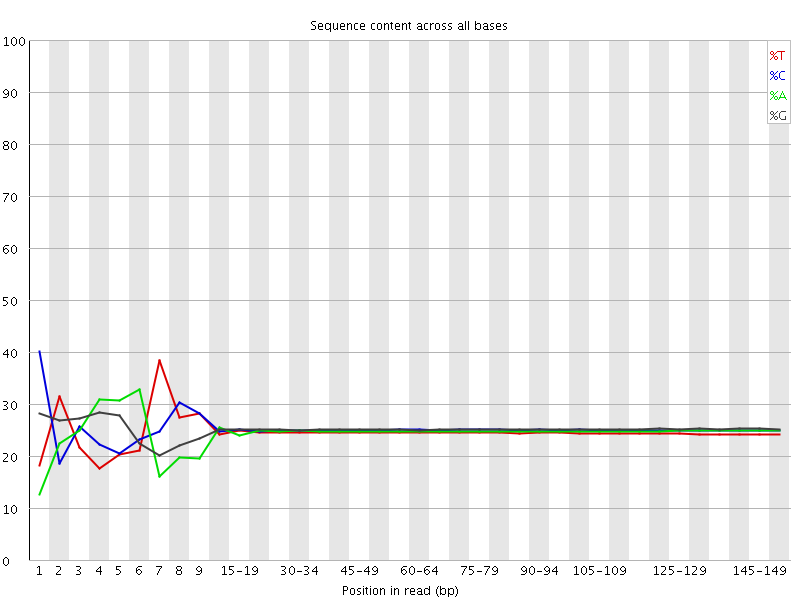 Sequence content across all bases
100
90
80
70
60
50
40
30
20
10
0
%T
%C
%A
%G
1 2 3 4 5 6 7 8 9 15-19 30-34 45-49 60-64 75-79 90-94 105-109 125-129 145-149
Position in read (bp)